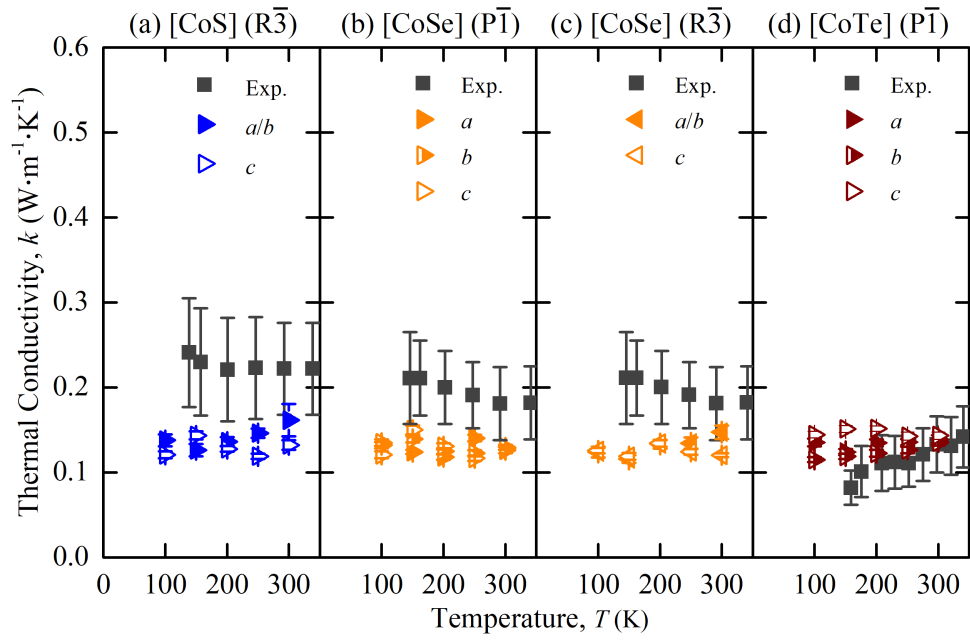 (a) [CoS] (R3̅) (b) [CoSe] (P1̅) (c) [CoSe] (R3̅) (d) [CoTe] (P1̅)
Thermal Conductivity, k (W·m⁻¹·K⁻¹)
0.6
0.5
0.4
0.3
0.2
0.1
0.0
Exp.
a/b
c
Exp.
a
b
c
Exp.
a/b
c
Exp.
a
b
c
0 100 200 300 100 200 300 100 200 300 100 200 300
Temperature, T (K)